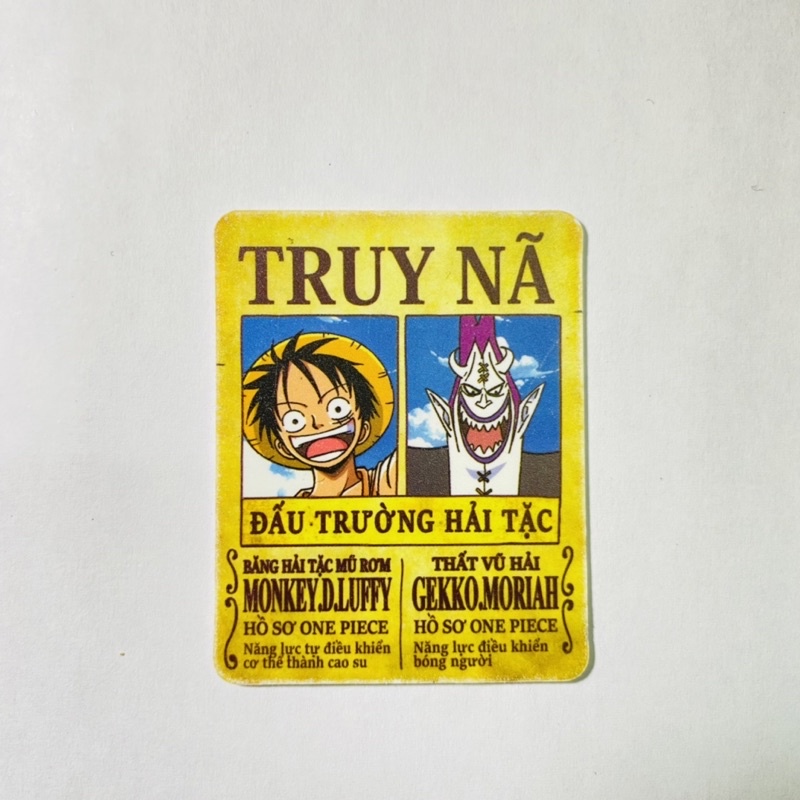 TRUY NÃ
ĐẤU TRƯỜNG HẢI TẶC
BĂNG HẢI TẶC MŨ RƠM
MONKEY.D.LUFFY
HỒ SƠ ONE PIECE
Năng lực tự điều khiển
cơ thể thành cao su
THẤT VŨ HẢI
GEKKO.MORIAH
HỒ SƠ ONE PIECE
Năng lực điều khiển
bóng người